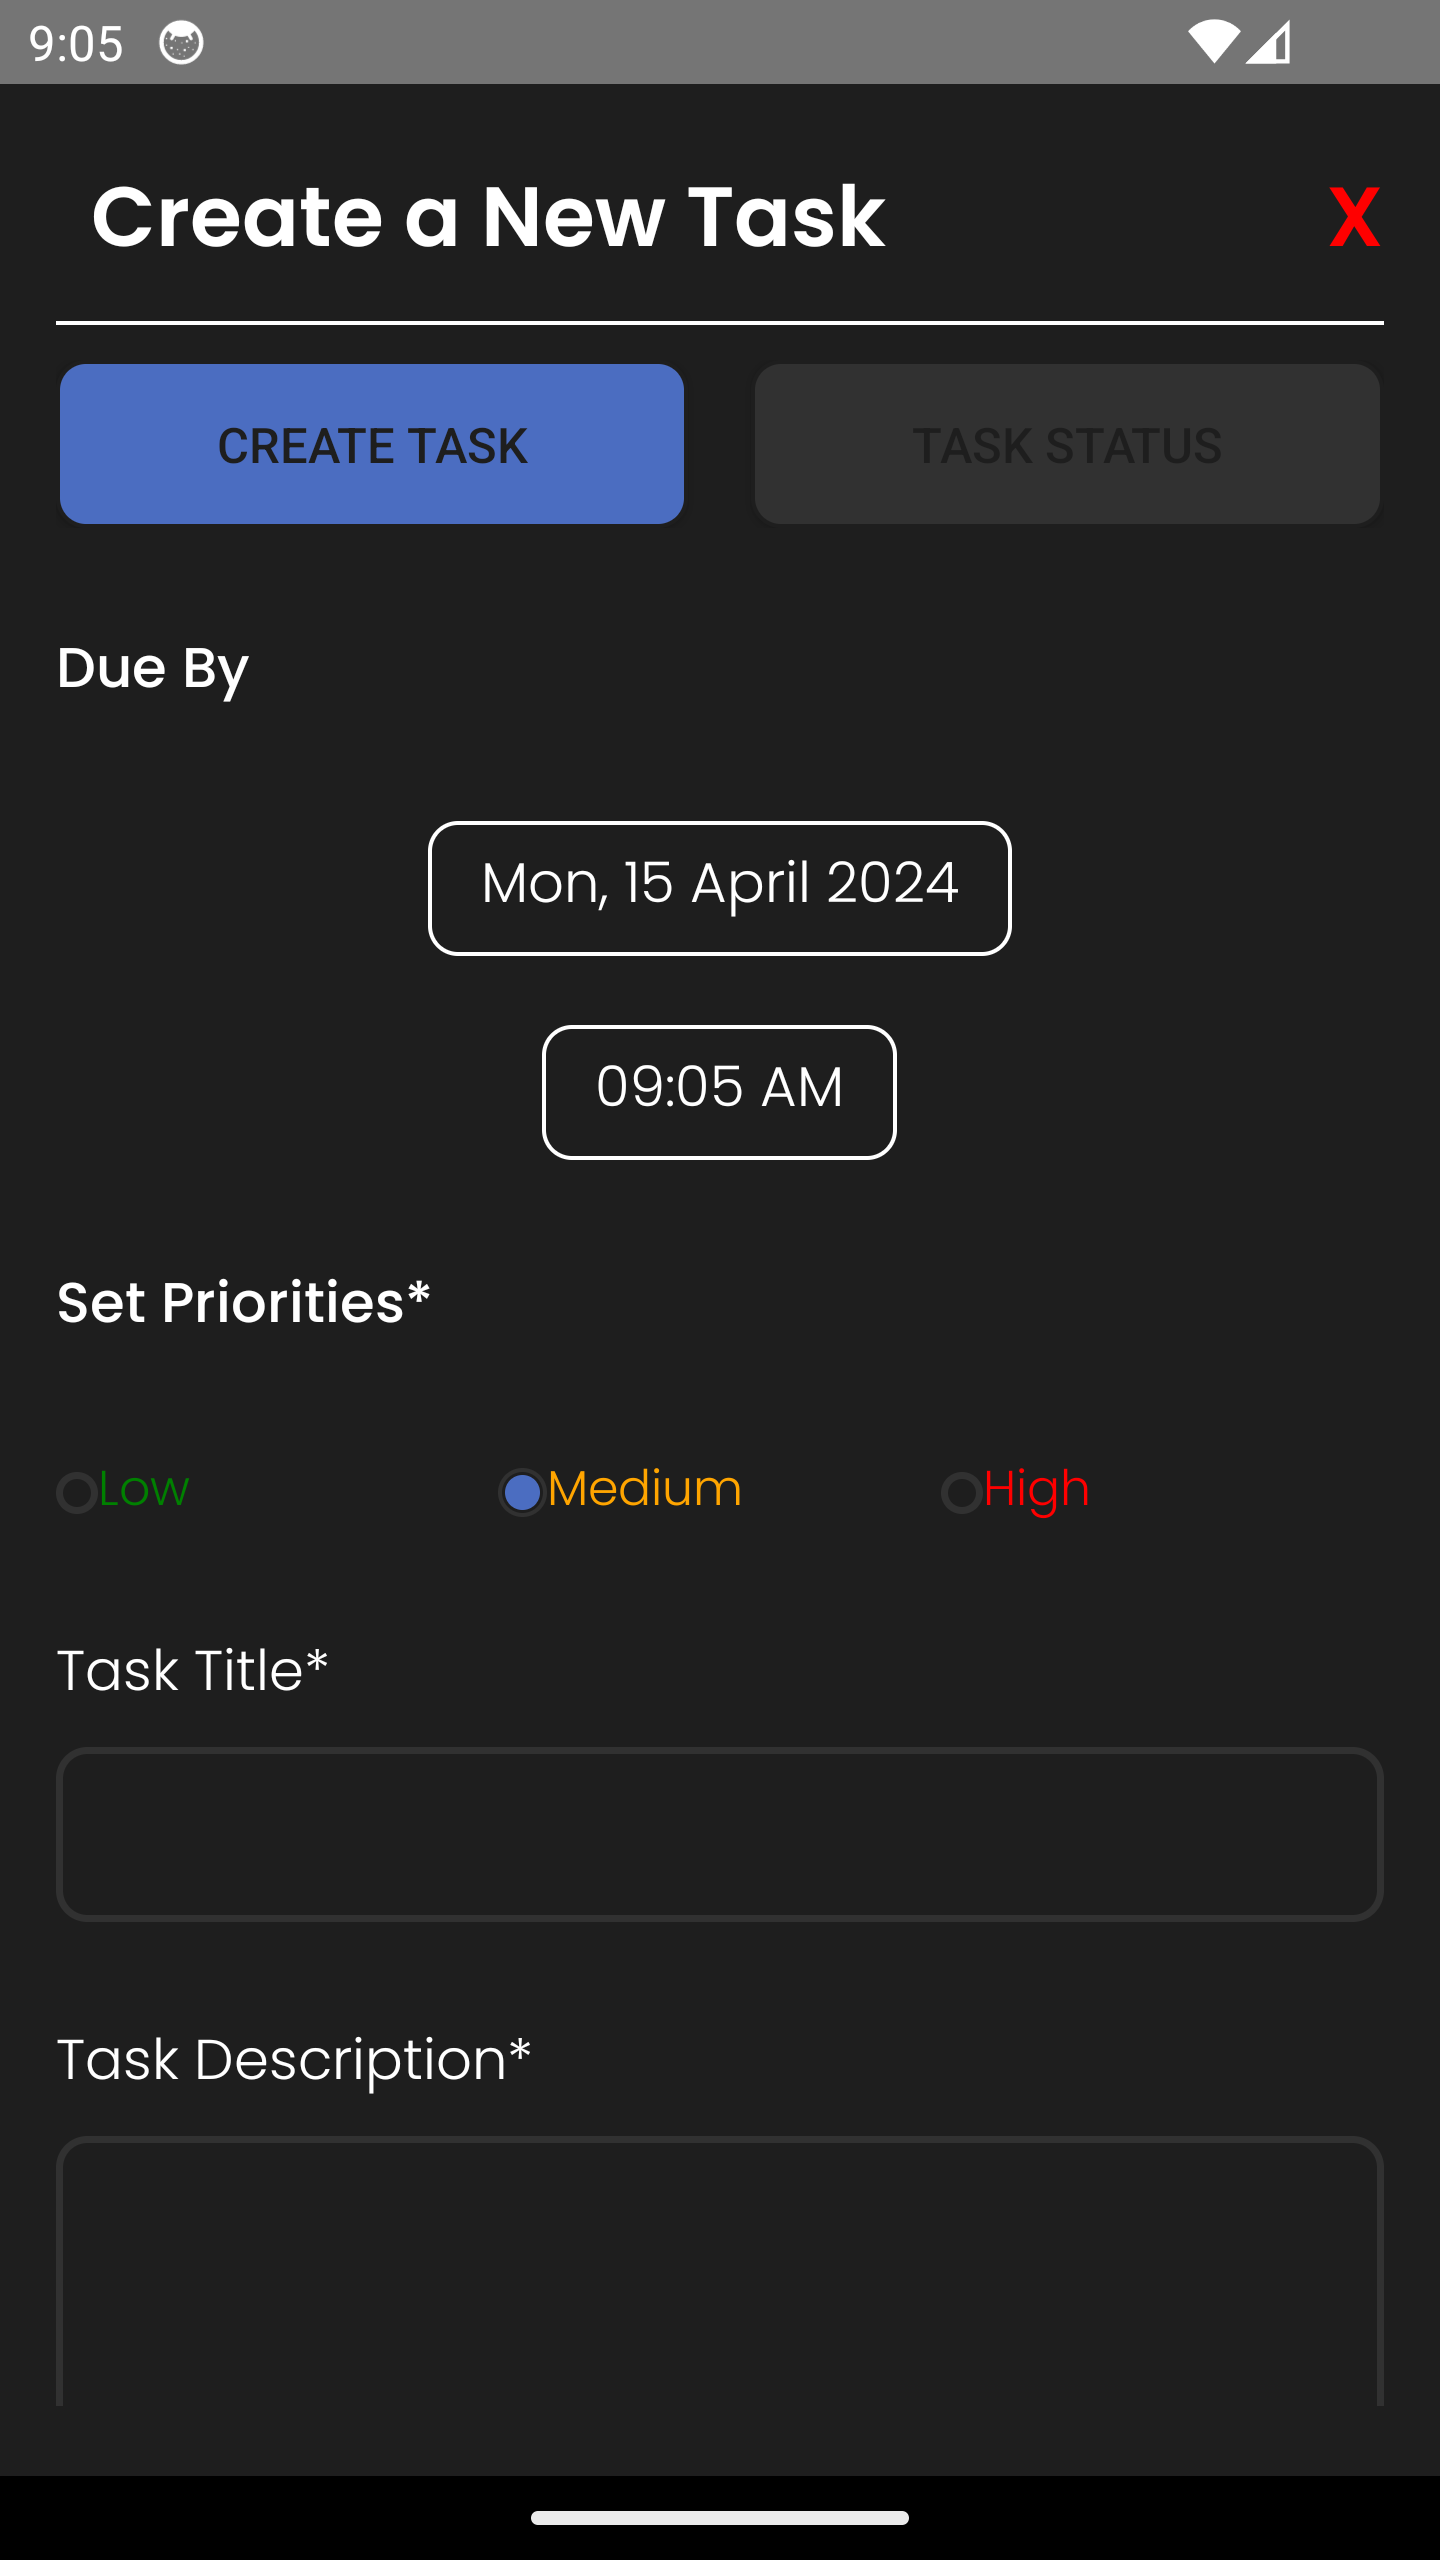 9:05
Create a New Task X
CREATE TASK TASK STATUS
Due By
Mon, 15 April 2024
09:05 AM
Set Priorities*
Low Medium High
Task Title*
Task Description*